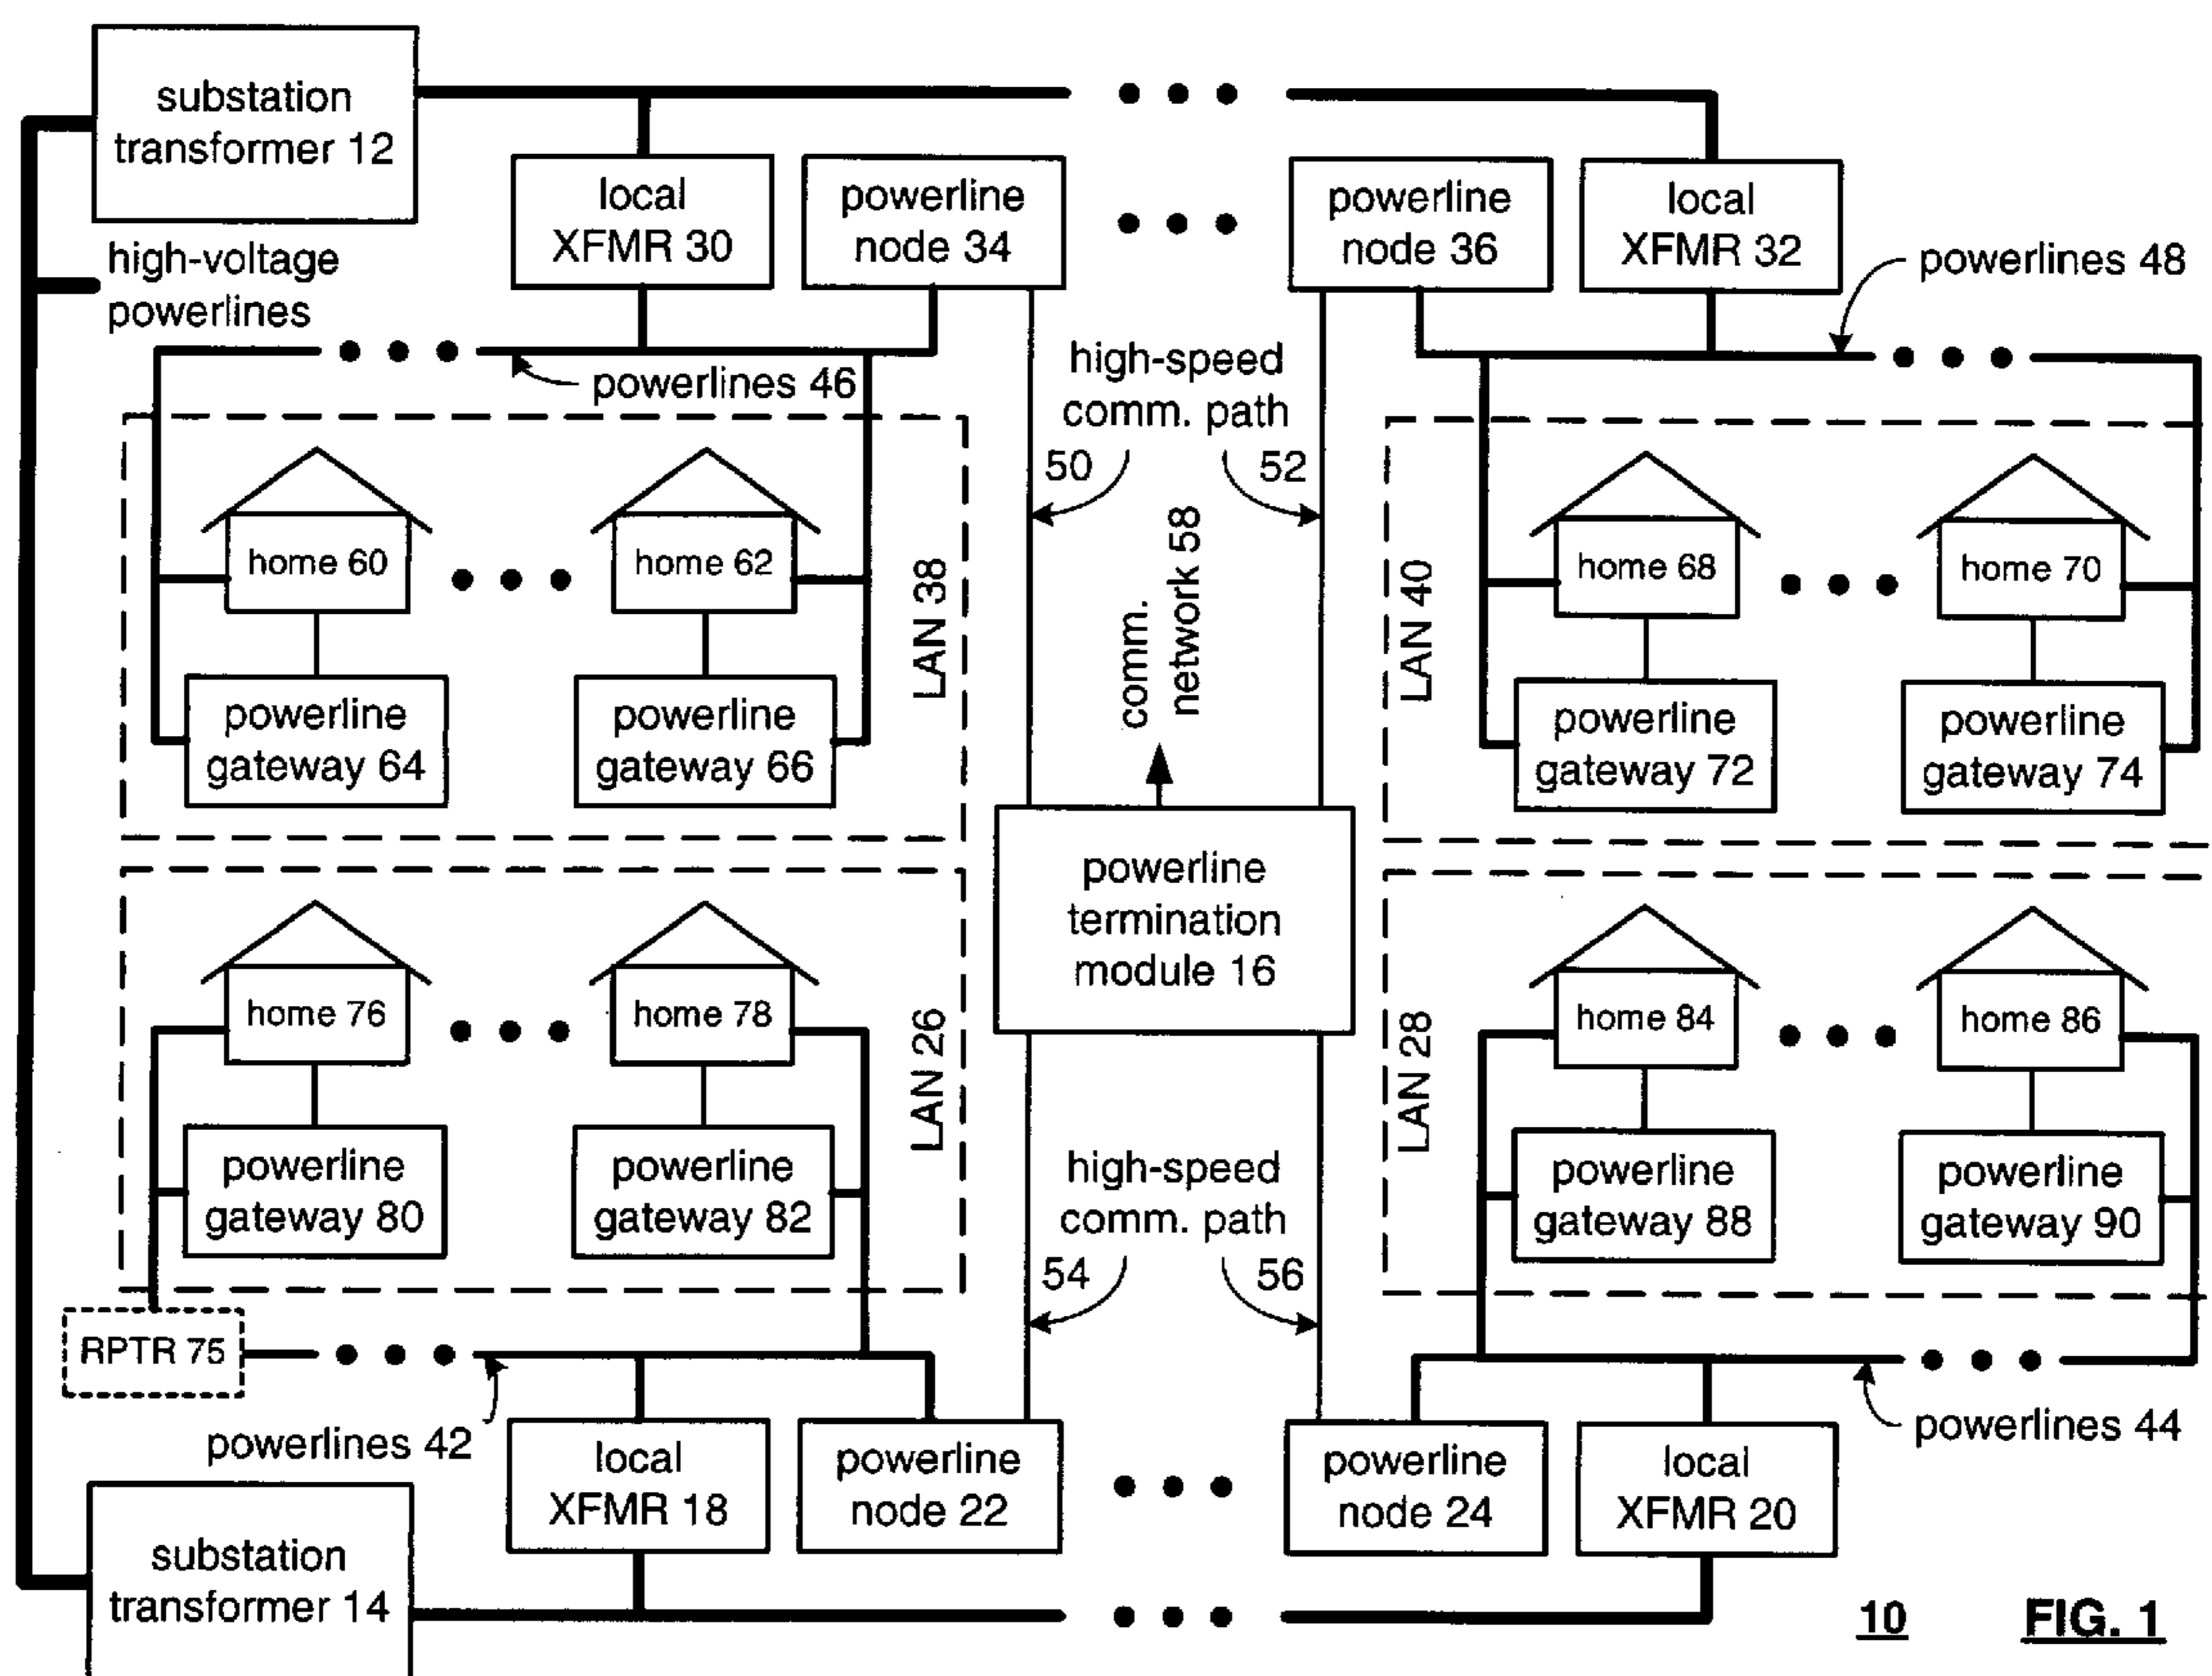 substation
transformer 12
high-voltage
powerlines
local
XFMR 30
powerline
node 34
powerline
node 36
local
XFMR 32
powerlines 48
powerlines 46
high-speed
comm. path
50
52
home 60
home 62
LAN 38
powerline
gateway 64
powerline
gateway 66
comm.
network 58
LAN 40
home 68
home 70
powerline
gateway 72
powerline
gateway 74
powerline
termination
module 16
home 76
home 78
LAN 26
powerline
gateway 80
powerline
gateway 82
LAN 28
home 84
home 86
powerline
gateway 88
powerline
gateway 90
high-speed
comm. path
54
56
RPTR 75
powerlines 42
powerlines 44
local
XFMR 18
powerline
node 22
powerline
node 24
local
XFMR 20
substation
transformer 14
10
FIG. 1